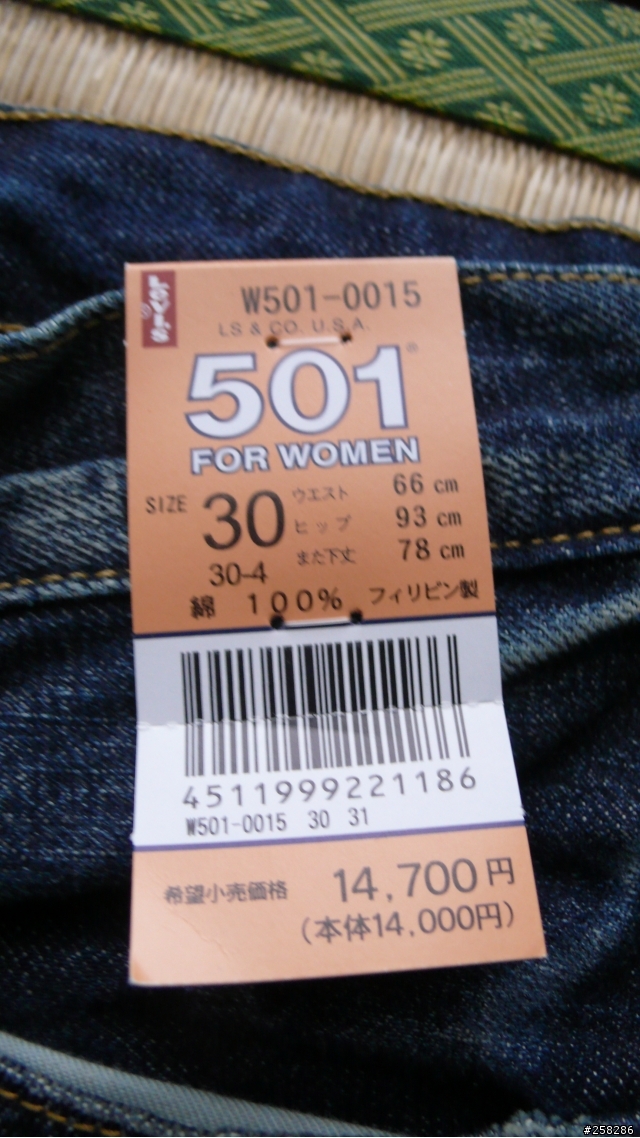 Levi's
W501-0015
LS & CO. U.S.A.
501®
FOR WOMEN
SIZE 30 ウエスト 66 cm
ヒップ 93 cm
30-4 また下丈 78 cm
綿 100% フィリピン製
4511999221186
W501-0015 30 31
希望小売価格 14,700円
(本体14,000円)
#258286